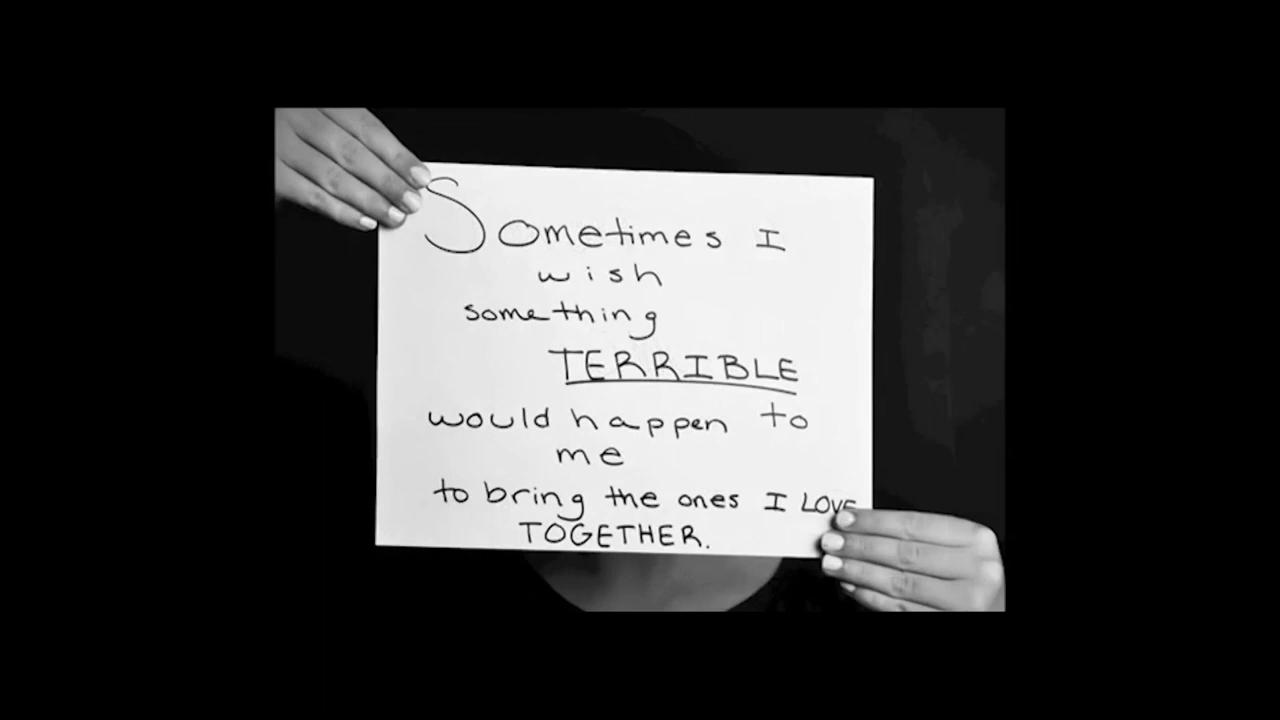 Sometimes I
wish
something
TERRIBLE
would happen to
me
to bring the ones I LOVE
TOGETHER.